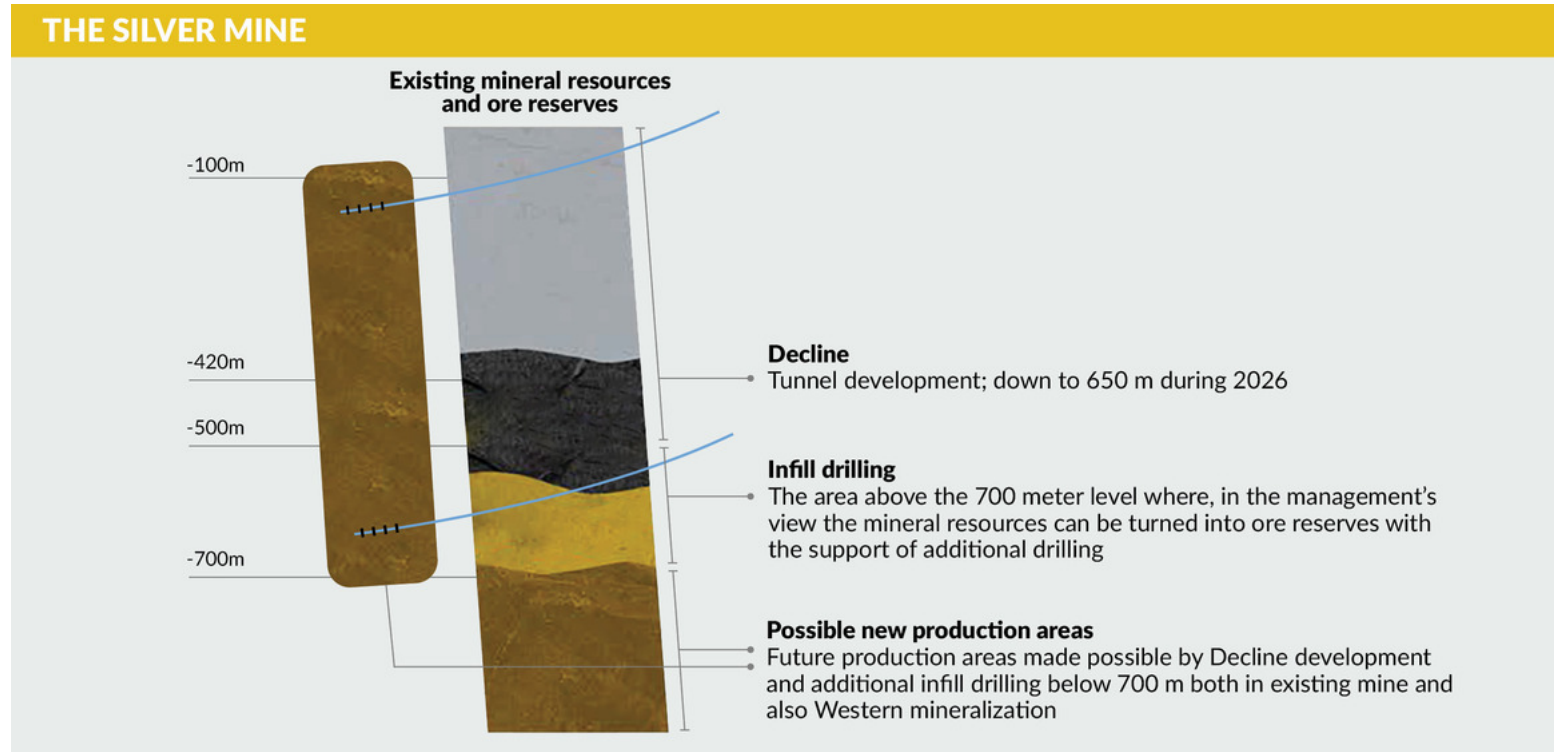 THE SILVER MINE
Existing mineral resources
and ore reserves
-100m
-420m
-500m
-700m
Decline
Tunnel development; down to 650 m during 2026
Infill drilling
The area above the 700 meter level where, in the management's
view the mineral resources can be turned into ore reserves with
the support of additional drilling
Possible new production areas
Future production areas made possible by Decline development
and additional infill drilling below 700 m both in existing mine and
also Western mineralization